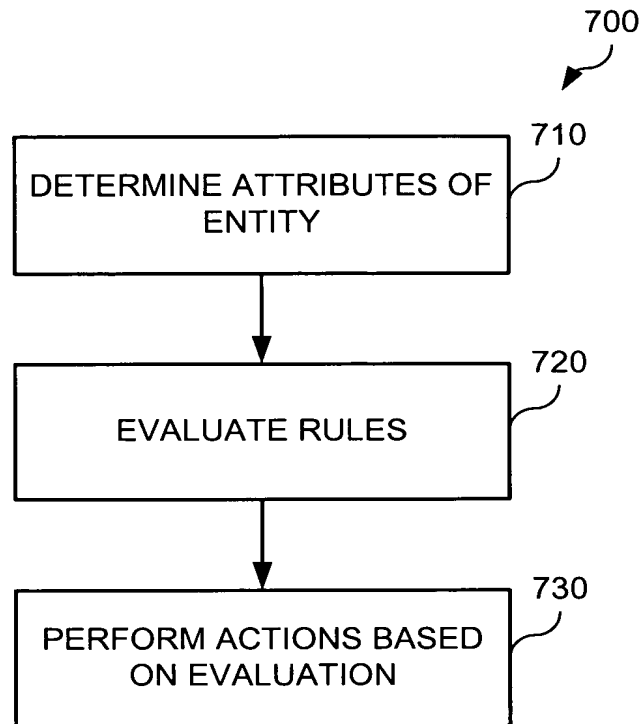 700
710
DETERMINE ATTRIBUTES OF
ENTITY
720
EVALUATE RULES
730
PERFORM ACTIONS BASED
ON EVALUATION